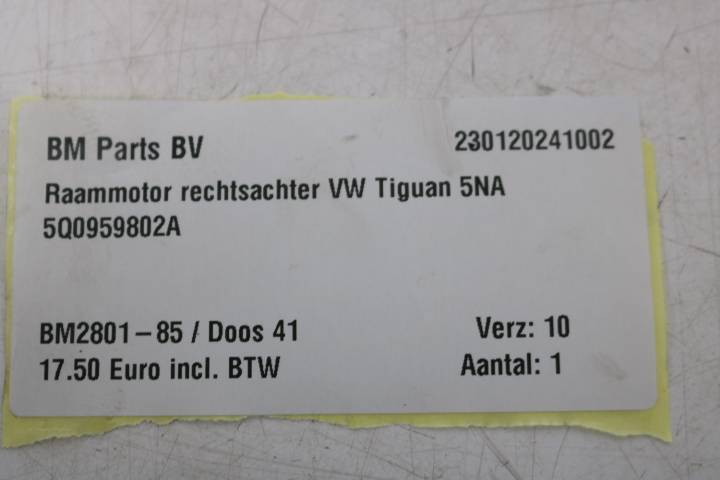 BM Parts BV 230120241002
Raammotor rechtsachter VW Tiguan 5NA
5Q0959802A
BM2801-85 / Doos 41 Verz: 10
17.50 Euro incl. BTW Aantal: 1